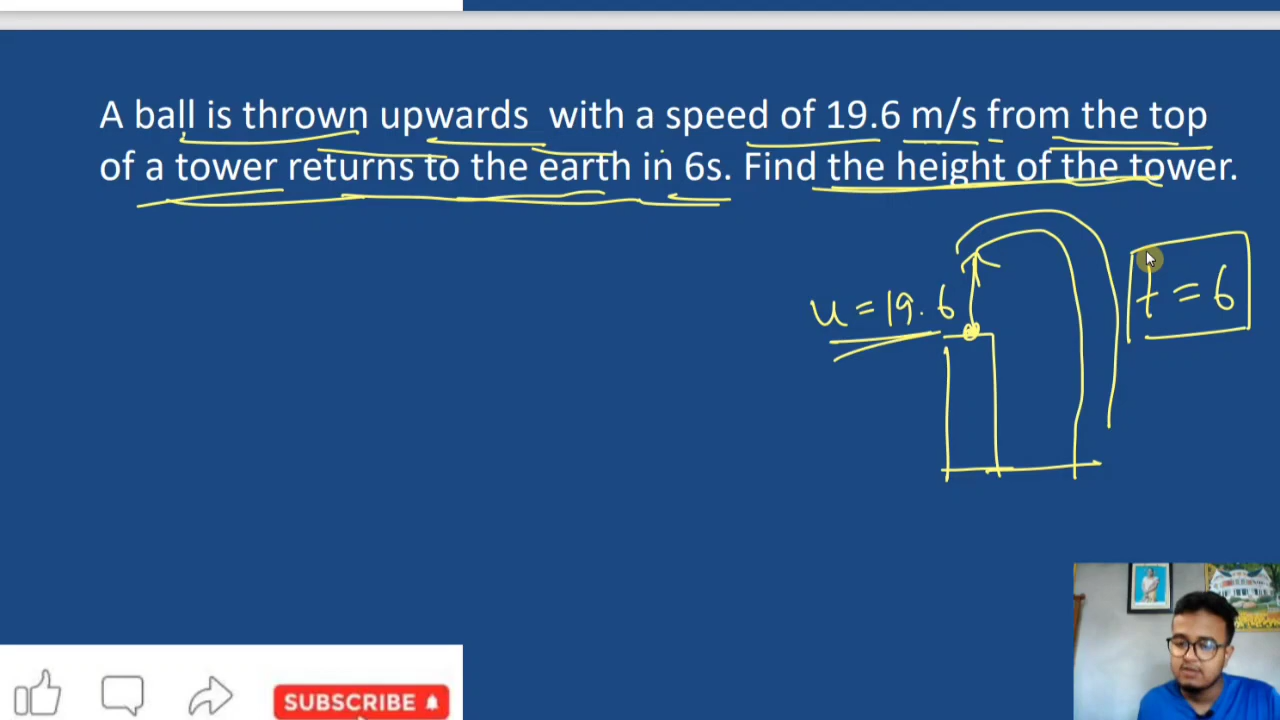 A ball is thrown upwards with a speed of 19.6 m/s from the top
of a tower returns to the earth in 6s. Find the height of the tower.
u = 19.6
t = 6
SUBSCRIBE